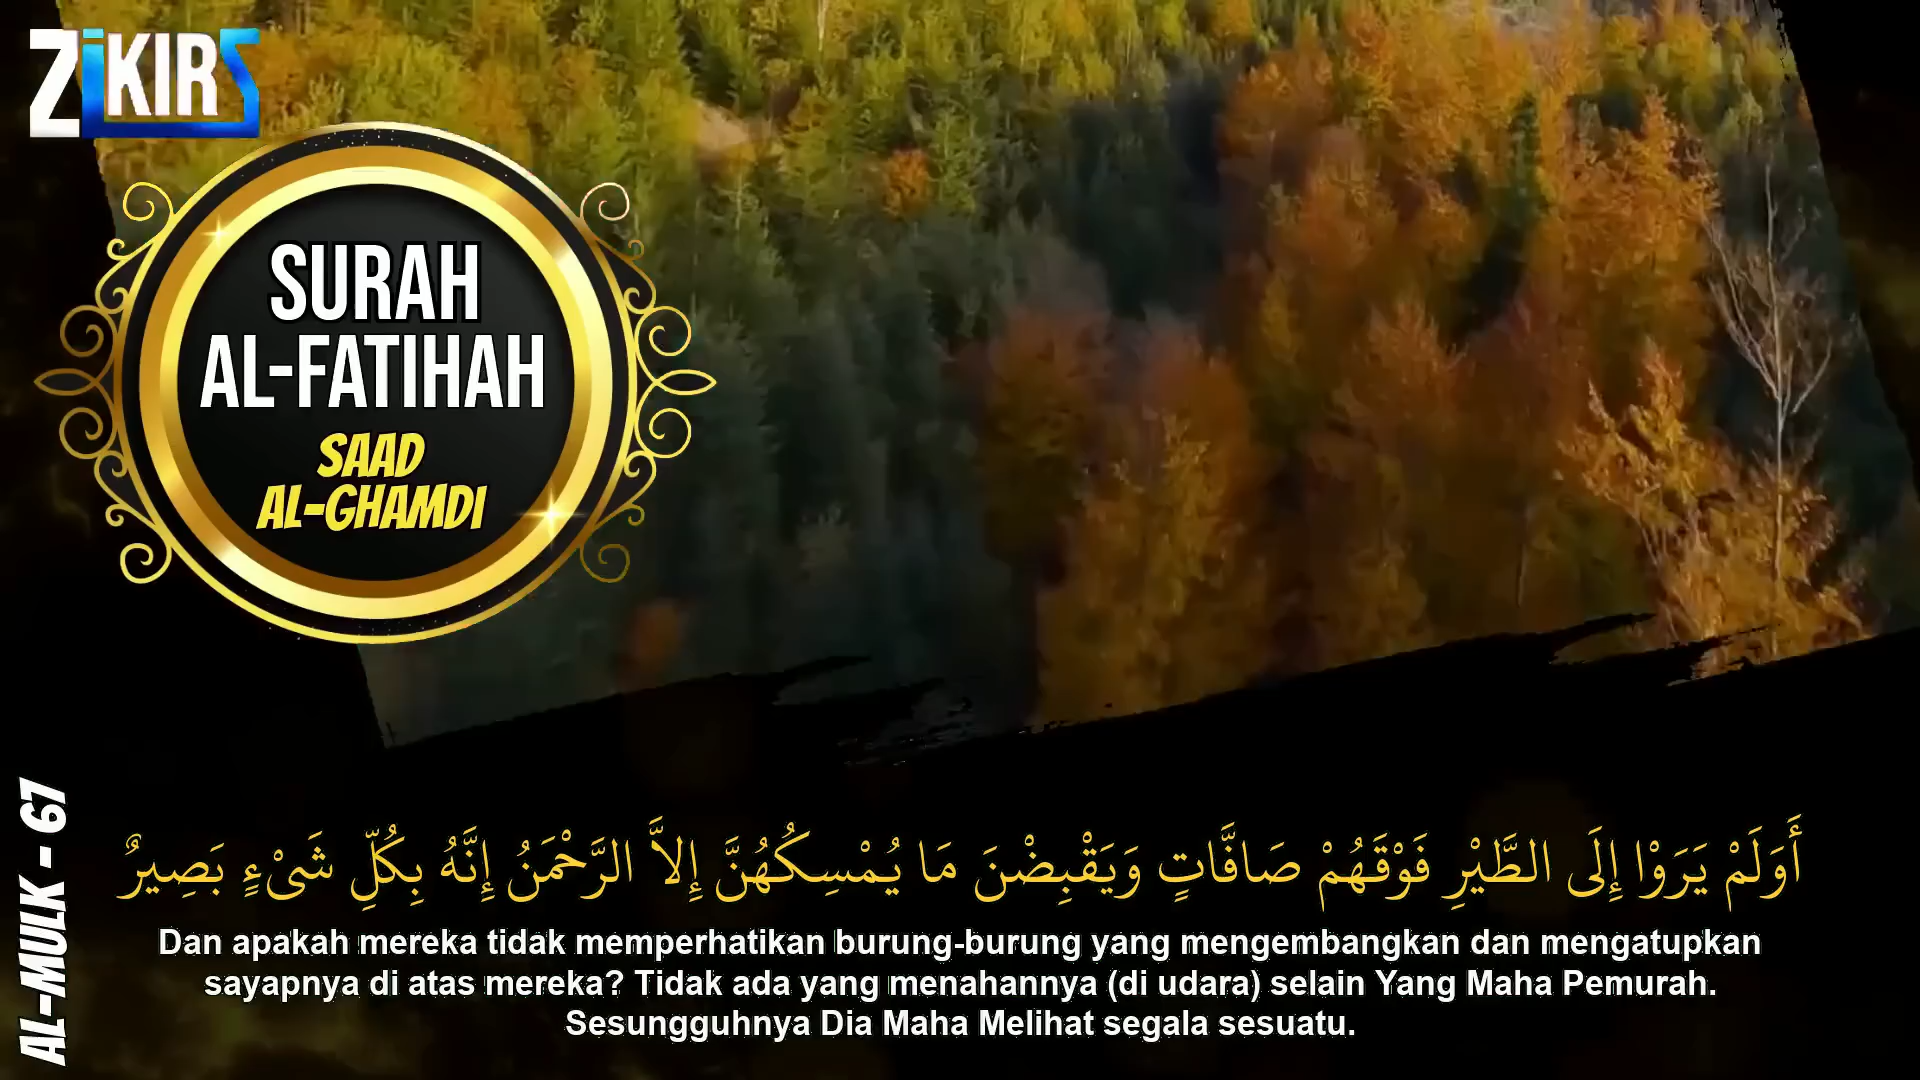 ZiKIRS
SURAH
AL-FATIHAH
SAAD
AL-GHAMDI
AL-MULK - 67
أَوَلَمْ يَرَوْا إِلَى الطَّيْرِ فَوْقَهُمْ صَافَّاتٍ وَيَقْبِضْنَ مَا يُمْسِكُهُنَّ إِلاَّ الرَّحْمَنُ إِنَّهُ بِكُلِّ شَىْءٍ بَصِيرٌ
Dan apakah mereka tidak memperhatikan burung-burung yang mengembangkan dan mengatupkan
sayapnya di atas mereka? Tidak ada yang menahannya (di udara) selain Yang Maha Pemurah.
Sesungguhnya Dia Maha Melihat segala sesuatu.